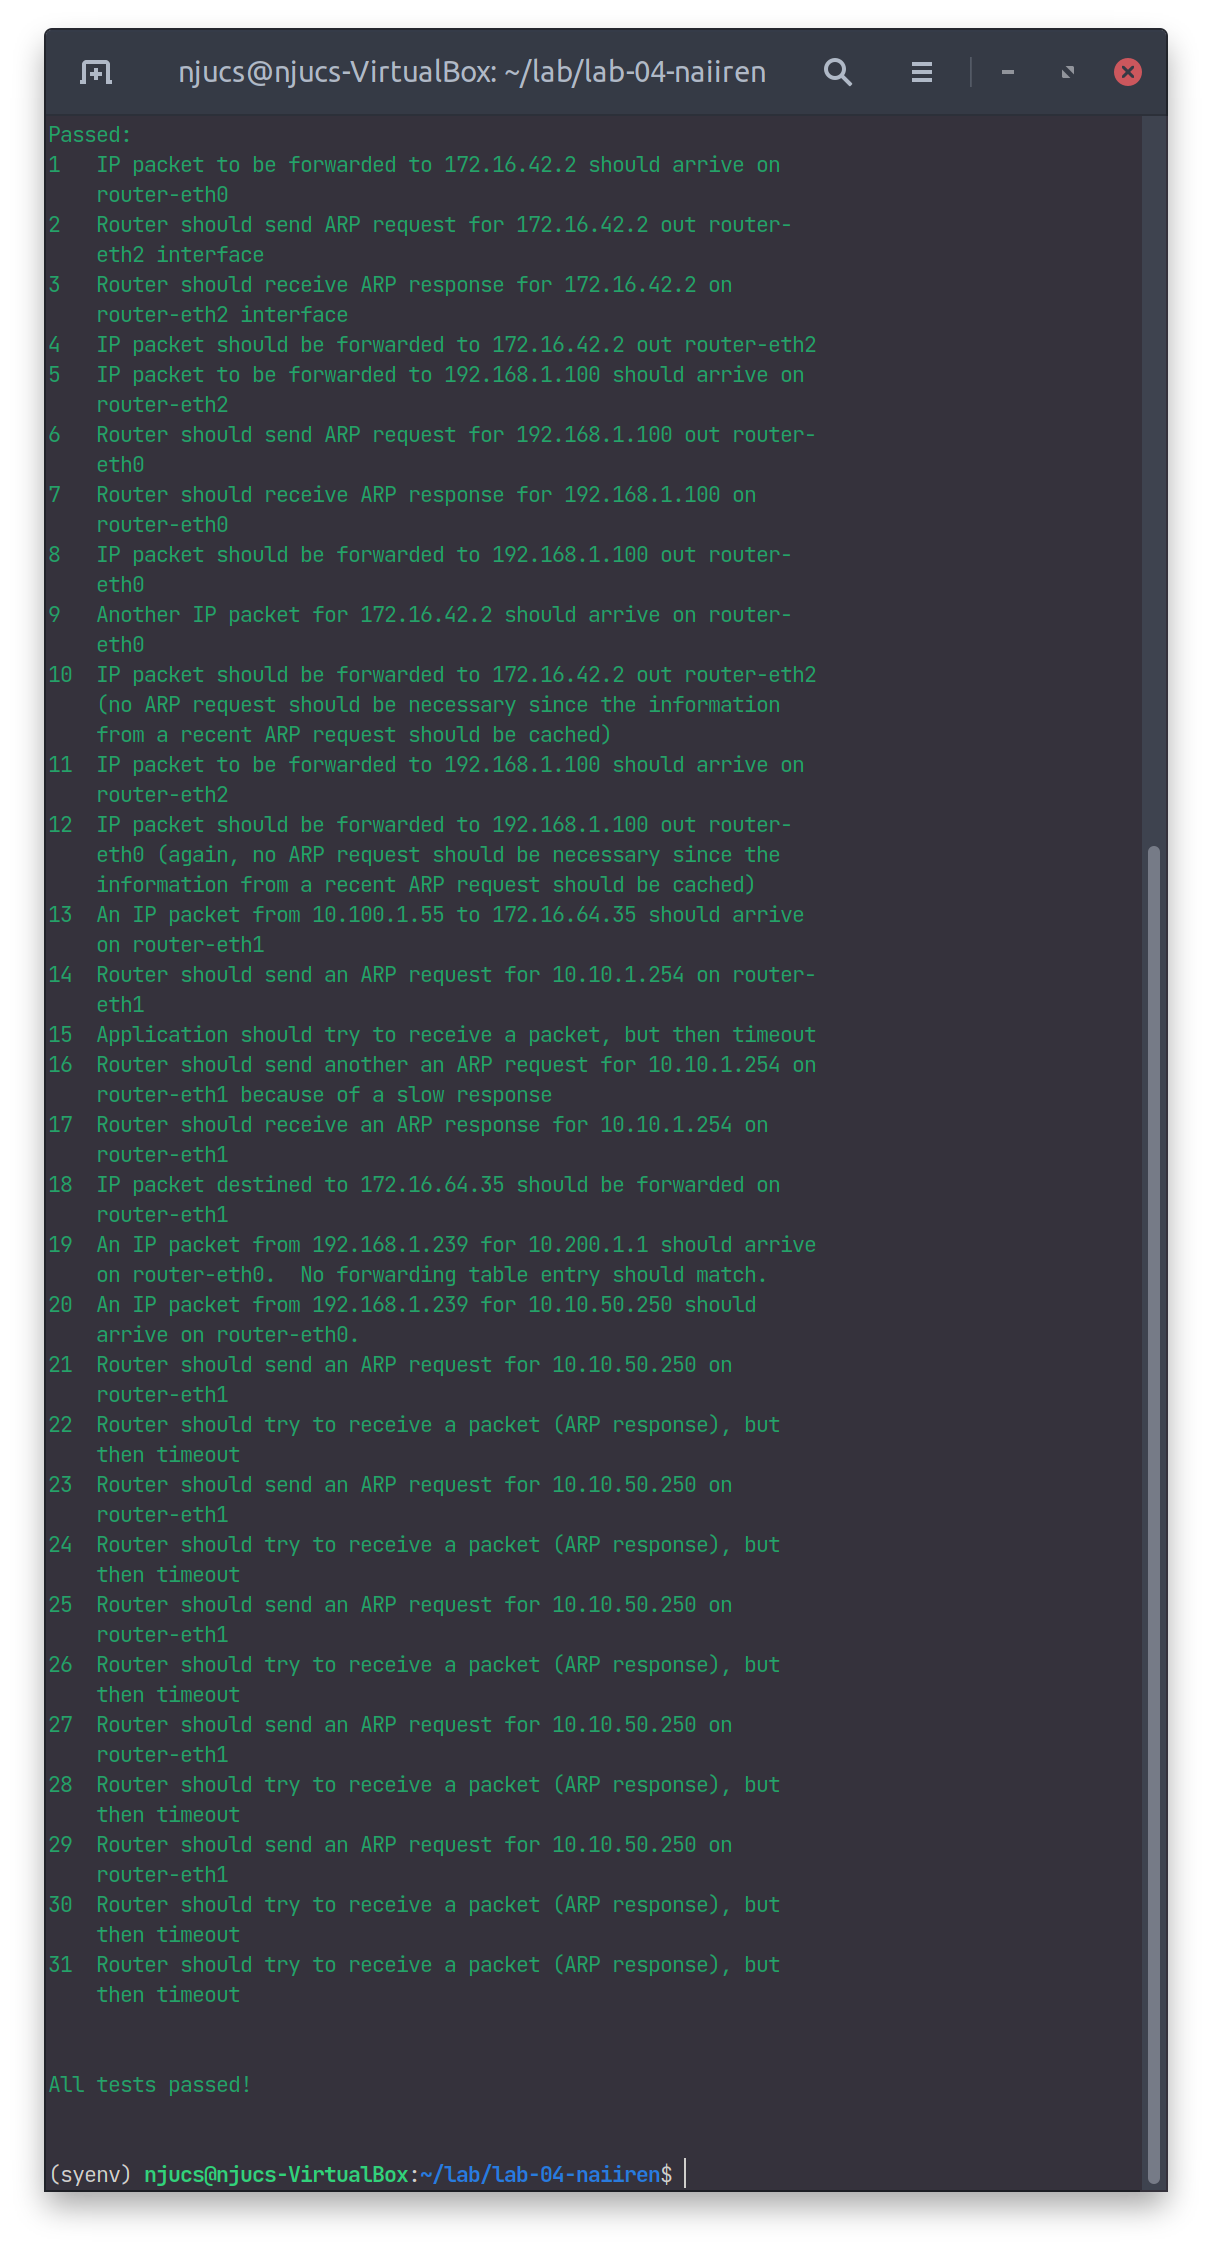 njucs@njucs-VirtualBox: ~/lab/lab-04-naiiren
Passed:
1   IP packet to be forwarded to 172.16.42.2 should arrive on
    router-eth0
2   Router should send ARP request for 172.16.42.2 out router-
    eth2 interface
3   Router should receive ARP response for 172.16.42.2 on
    router-eth2 interface
4   IP packet should be forwarded to 172.16.42.2 out router-eth2
5   IP packet to be forwarded to 192.168.1.100 should arrive on
    router-eth2
6   Router should send ARP request for 192.168.1.100 out router-
    eth0
7   Router should receive ARP response for 192.168.1.100 on
    router-eth0
8   IP packet should be forwarded to 192.168.1.100 out router-
    eth0
9   Another IP packet for 172.16.42.2 should arrive on router-
    eth0
10  IP packet should be forwarded to 172.16.42.2 out router-eth2
    (no ARP request should be necessary since the information
    from a recent ARP request should be cached)
11  IP packet to be forwarded to 192.168.1.100 should arrive on
    router-eth2
12  IP packet should be forwarded to 192.168.1.100 out router-
    eth0 (again, no ARP request should be necessary since the
    information from a recent ARP request should be cached)
13  An IP packet from 10.100.1.55 to 172.16.64.35 should arrive
    on router-eth1
14  Router should send an ARP request for 10.10.1.254 on router-
    eth1
15  Application should try to receive a packet, but then timeout
16  Router should send another an ARP request for 10.10.1.254 on
    router-eth1 because of a slow response
17  Router should receive an ARP response for 10.10.1.254 on
    router-eth1
18  IP packet destined to 172.16.64.35 should be forwarded on
    router-eth1
19  An IP packet from 192.168.1.239 for 10.200.1.1 should arrive
    on router-eth0.  No forwarding table entry should match.
20  An IP packet from 192.168.1.239 for 10.10.50.250 should
    arrive on router-eth0.
21  Router should send an ARP request for 10.10.50.250 on
    router-eth1
22  Router should try to receive a packet (ARP response), but
    then timeout
23  Router should send an ARP request for 10.10.50.250 on
    router-eth1
24  Router should try to receive a packet (ARP response), but
    then timeout
25  Router should send an ARP request for 10.10.50.250 on
    router-eth1
26  Router should try to receive a packet (ARP response), but
    then timeout
27  Router should send an ARP request for 10.10.50.250 on
    router-eth1
28  Router should try to receive a packet (ARP response), but
    then timeout
29  Router should send an ARP request for 10.10.50.250 on
    router-eth1
30  Router should try to receive a packet (ARP response), but
    then timeout
31  Router should try to receive a packet (ARP response), but
    then timeout
All tests passed!
(syenv) njucs@njucs-VirtualBox:~/lab/lab-04-naiiren$